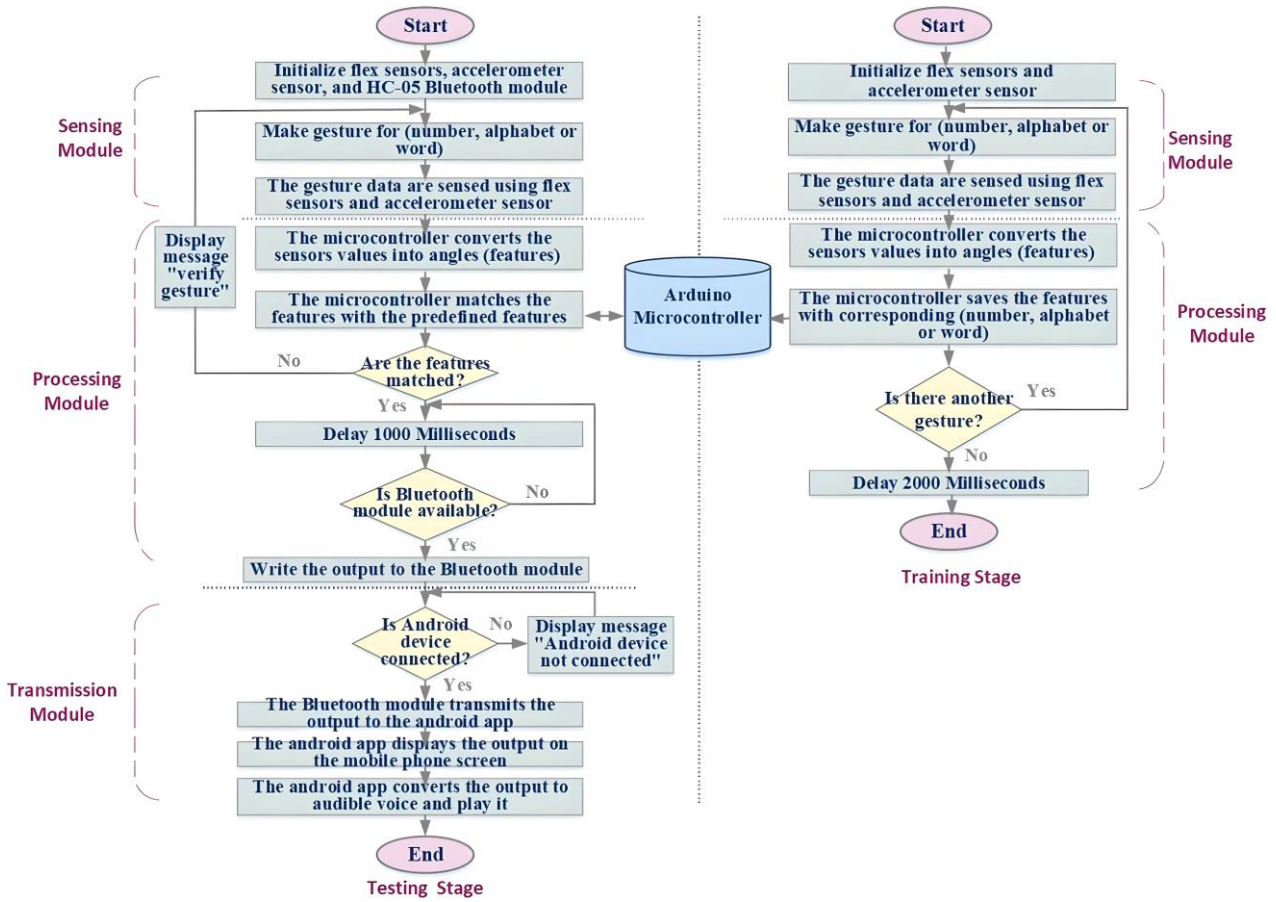 Start
Initialize flex sensors, accelerometer
sensor, and HC-05 Bluetooth module
Sensing
Module
Make gesture for (number, alphabet or
word)
The gesture data are sensed using flex
sensors and accelerometer sensor
Display
message
"verify
gesture"
The microcontroller converts the
sensors values into angles (features)
The microcontroller matches the
features with the predefined features
No
Are the features
matched?
Processing
Module
Yes
Delay 1000 Milliseconds
Is Bluetooth
module available?
No
Yes
Write the output to the Bluetooth module
Is Android
device
connected?
No
Display message
"Android device
not connected"
Yes
Transmission
Module
The Bluetooth module transmits the
output to the android app
The android app displays the output on
the mobile phone screen
The android app converts the output to
audible voice and play it
End
Testing Stage
Arduino
Microcontroller
Start
Initialize flex sensors and
accelerometer sensor
Make gesture for (number, alphabet or
word)
Sensing
Module
The gesture data are sensed using flex
sensors and accelerometer sensor
The microcontroller converts the
sensors values into angles (features)
The microcontroller saves the features
with corresponding (number, alphabet
or word)
Processing
Module
Is there another
gesture?
Yes
No
Delay 2000 Milliseconds
End
Training Stage